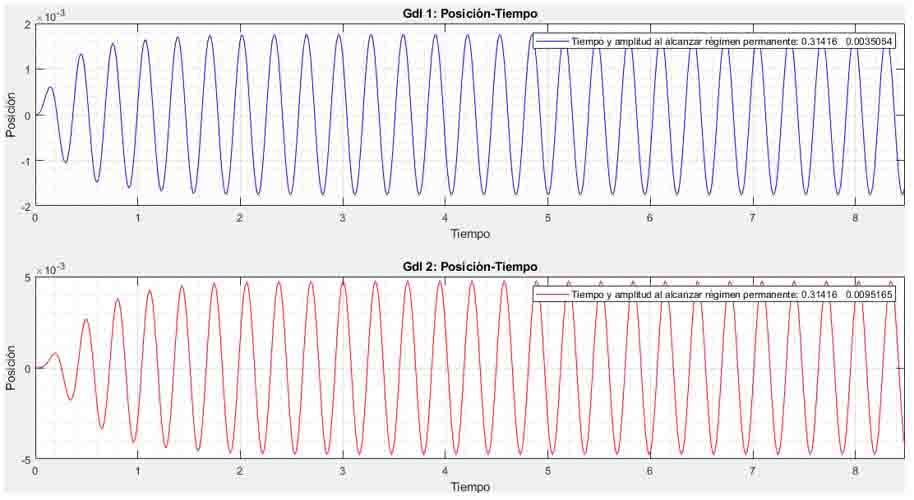 Gdl 1: Posición-Tiempo
×10⁻³
2
1
0
-1
-2
Posición
Tiempo y amplitud al alcanzar régimen permanente: 0.31416 0.0035054
0 1 2 3 4 5 6 7 8
Tiempo
Gdl 2: Posición-Tiempo
×10⁻³
5
0
-5
Posición
Tiempo y amplitud al alcanzar régimen permanente: 0.31416 0.0095165
0 1 2 3 4 5 6 7 8
Tiempo